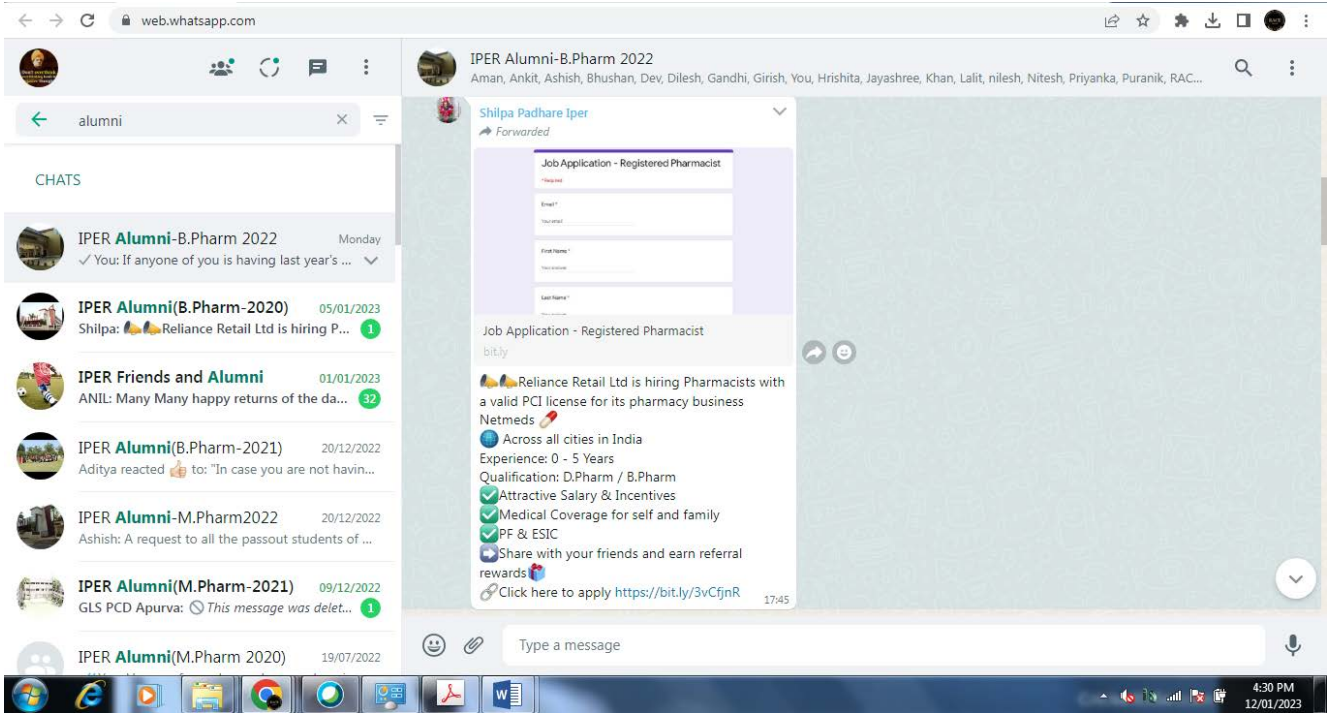 web.whatsapp.com
IPER Alumni-B.Pharm 2022
Aman, Ankit, Ashish, Bhushan, Dev, Dilesh, Gandhi, Girish, You, Hrishita, Jayashree, Khan, Lalit, nilesh, Nitesh, Priyanka, Puranik, RAC...
alumni
CHATS
IPER Alumni-B.Pharm 2022 Monday
✓ You: If anyone of you is having last year's ...
IPER Alumni(B.Pharm-2020) 05/01/2023
Shilpa: 📣📣Reliance Retail Ltd is hiring P... 1
IPER Friends and Alumni 01/01/2023
ANIL: Many Many happy returns of the da... 32
IPER Alumni(B.Pharm-2021) 20/12/2022
Aditya reacted 👍🏻 to: "In case you are not havin...
IPER Alumni-M.Pharm2022 20/12/2022
Ashish: A request to all the passout students of ...
IPER Alumni(M.Pharm-2021) 09/12/2022
GLS PCD Apurva: 🚫 This message was delet... 1
IPER Alumni(M.Pharm 2020) 19/07/2022
Shilpa Padhare Iper
Forwarded
Job Application - Registered Pharmacist
*Required
Email *
Your email
First Name *
Your answer
Last Name *
Job Application - Registered Pharmacist
bit.ly
📣📣Reliance Retail Ltd is hiring Pharmacists with
a valid PCI license for its pharmacy business
Netmeds 💊
🌐 Across all cities in India
Experience: 0 - 5 Years
Qualification: D.Pharm / B.Pharm
✅Attractive Salary & Incentives
✅Medical Coverage for self and family
✅PF & ESIC
➡️Share with your friends and earn referral
rewards🎁
🔗Click here to apply https://bit.ly/3vCfjnR 17:45
Type a message
4:30 PM
12/01/2023